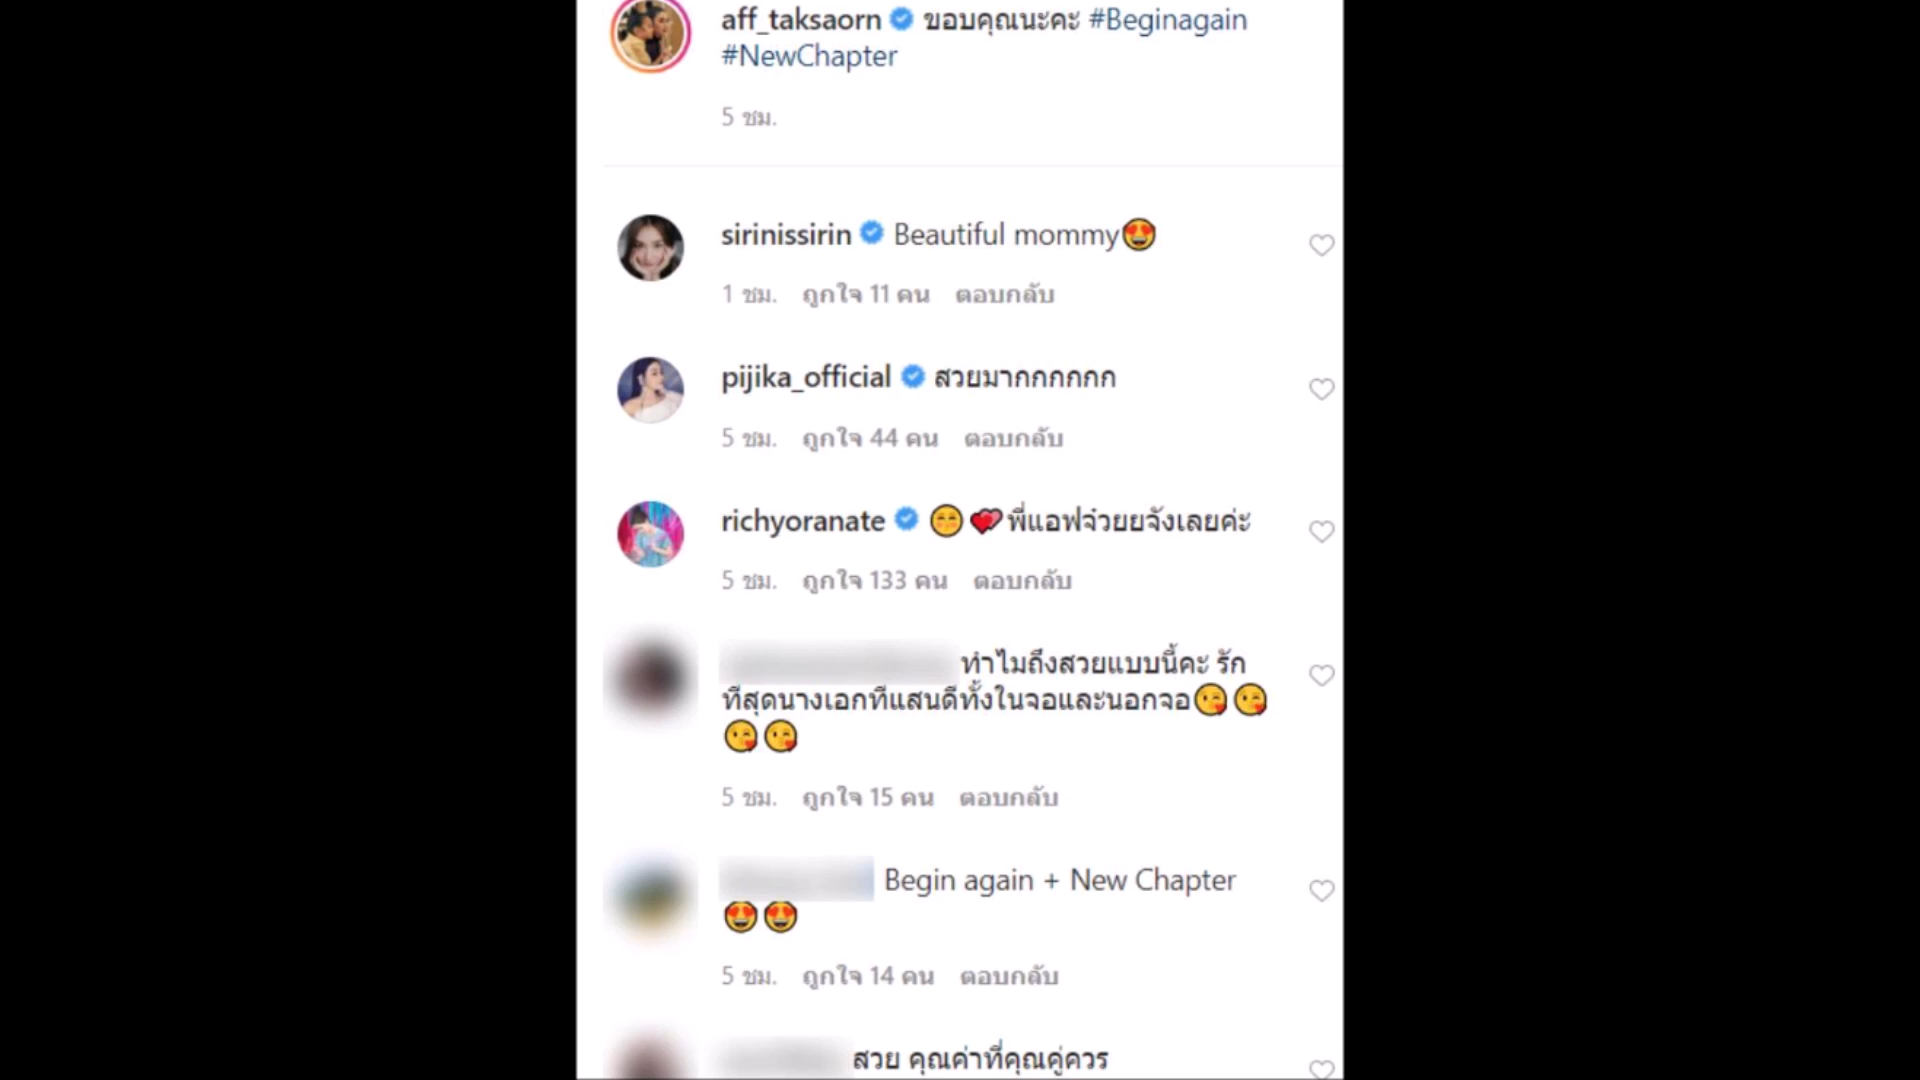 aff_taksaorn ขอบคุณนะคะ #Beginagain
#NewChapter
5 ชม.
sirinissirin Beautiful mommy😍
1 ชม. ถูกใจ 11 คน ตอบกลับ
pijika_official สวยมากกกกกก
5 ชม. ถูกใจ 44 คน ตอบกลับ
richyoranate 😊💕พี่แอฟจ๋วยยจังเลยค่ะ
5 ชม. ถูกใจ 133 คน ตอบกลับ
ทำไมถึงสวยแบบนี้คะ รัก
ที่สุดนางเอกที่แสนดีทั้งในจอและนอกจอ😘😘
😘😘
5 ชม. ถูกใจ 15 คน ตอบกลับ
Begin again + New Chapter
😍😍
5 ชม. ถูกใจ 14 คน ตอบกลับ
สวย คุณค่าที่คุณคู่ควร